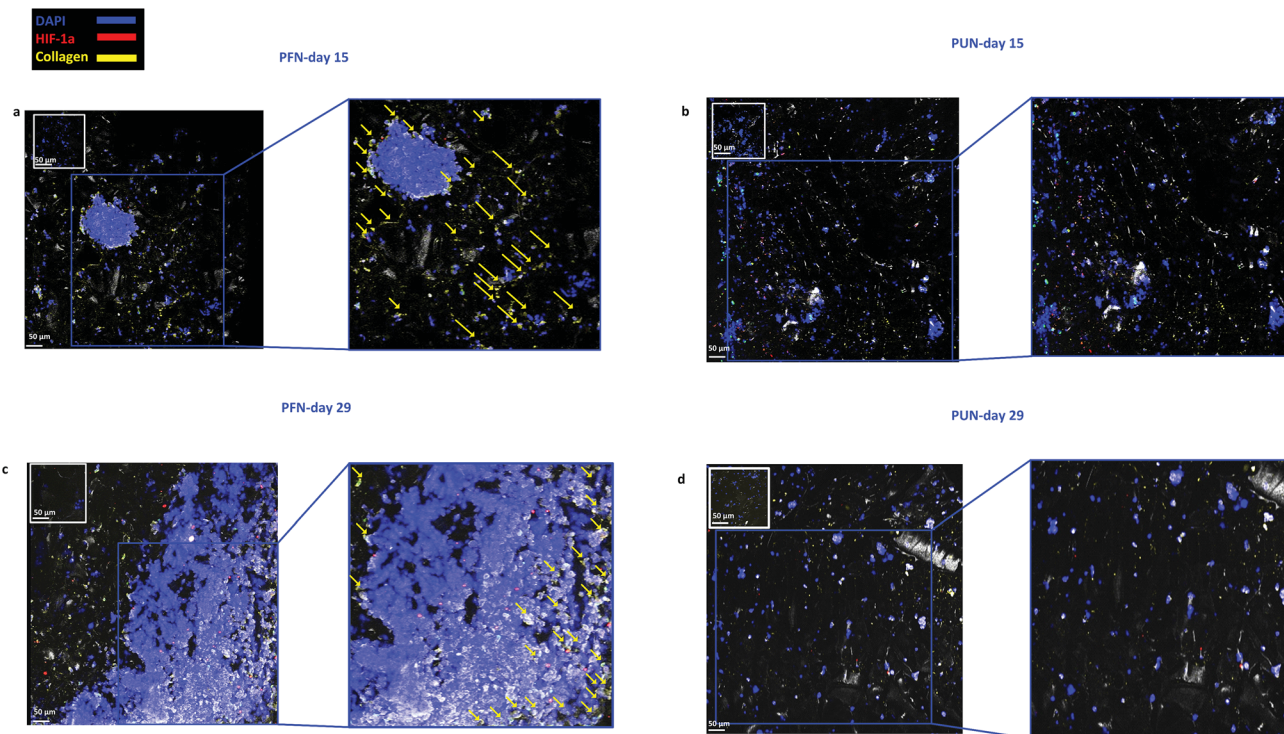 DAPI
HIF-1a
Collagen
PFN-day 15
PUN-day 15
a
50 µm
50 µm
b
50 µm
50 µm
PFN-day 29
PUN-day 29
c
50 µm
50 µm
d
50 µm
50 µm